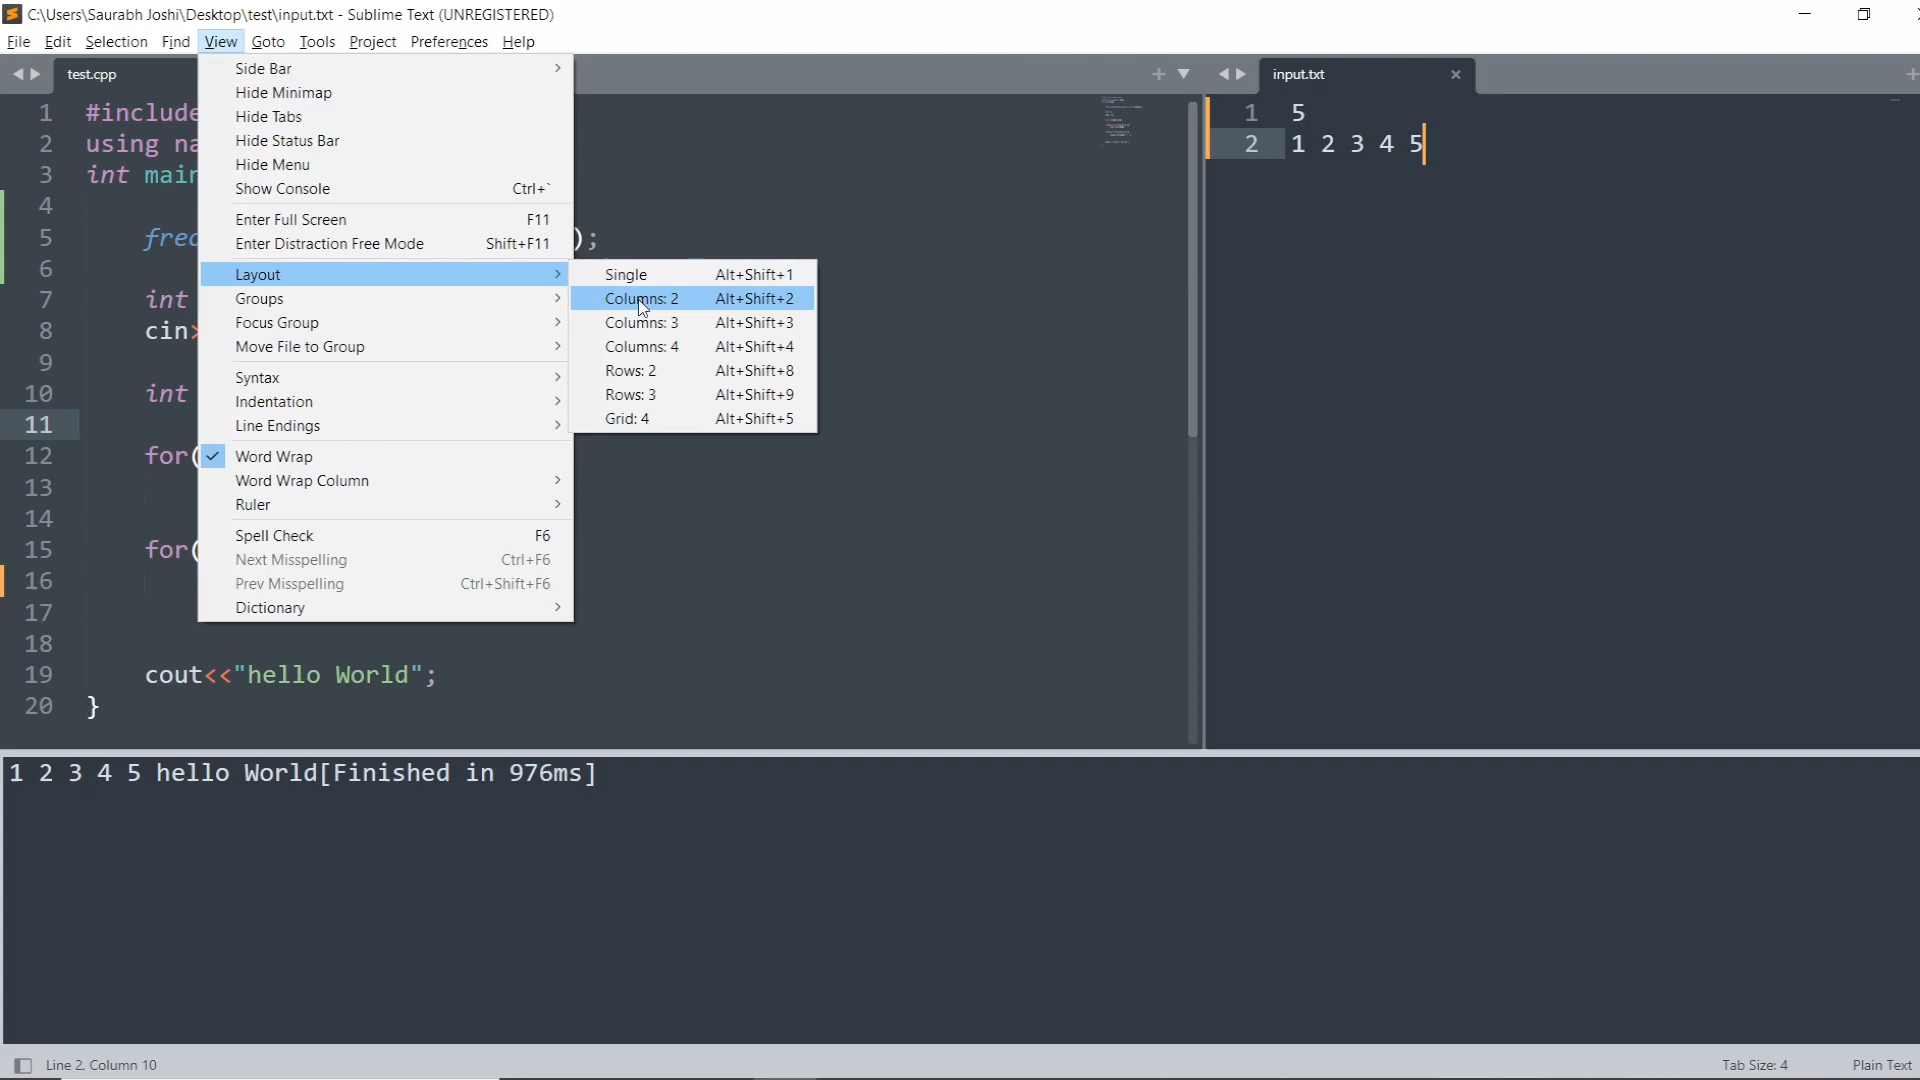 C:\Users\Saurabh Joshi\Desktop\test\input.txt - Sublime Text (UNREGISTERED)
File Edit Selection Find View Goto Tools Project Preferences Help
test.cpp
input.txt
Side Bar
Hide Minimap
Hide Tabs
Hide Status Bar
Hide Menu
Show Console Ctrl+`
Enter Full Screen F11
Enter Distraction Free Mode Shift+F11
Layout
Groups
Focus Group
Move File to Group
Syntax
Indentation
Line Endings
Word Wrap
Word Wrap Column
Ruler
Spell Check F6
Next Misspelling Ctrl+F6
Prev Misspelling Ctrl+Shift+F6
Dictionary
Single Alt+Shift+1
Columns: 2 Alt+Shift+2
Columns: 3 Alt+Shift+3
Columns: 4 Alt+Shift+4
Rows: 2 Alt+Shift+8
Rows: 3 Alt+Shift+9
Grid: 4 Alt+Shift+5
1 #include
2 using na
3 int main
4
5 freo );
6
7 int
8 cin>
9
10 int
11
12 for(
13
14
15 for(
16
17
18
19 cout<<"hello World";
20 }
1 5
2 1 2 3 4 5
1 2 3 4 5 hello World[Finished in 976ms]
Line 2, Column 10
Tab Size: 4
Plain Text